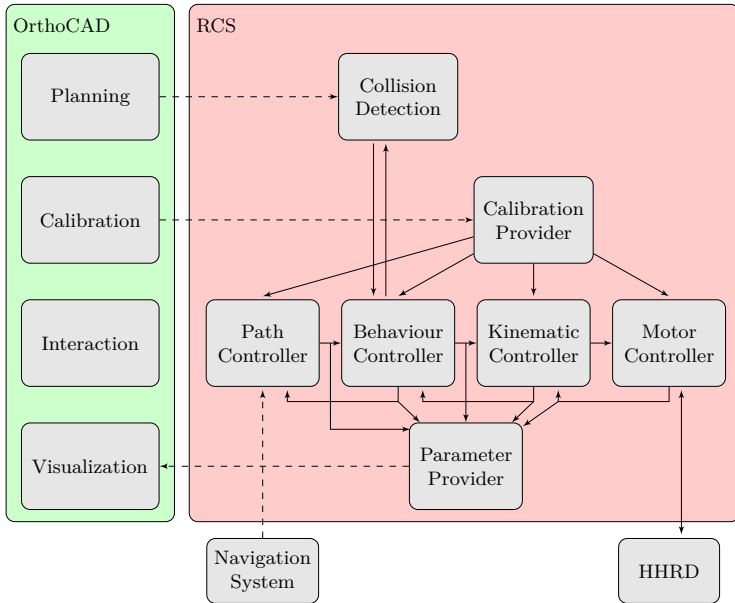 OrthoCAD
RCS
Planning
Collision
Detection
Calibration
Calibration
Provider
Interaction
Path
Controller
Behaviour
Controller
Kinematic
Controller
Motor
Controller
Visualization
Parameter
Provider
Navigation
System
HHRD